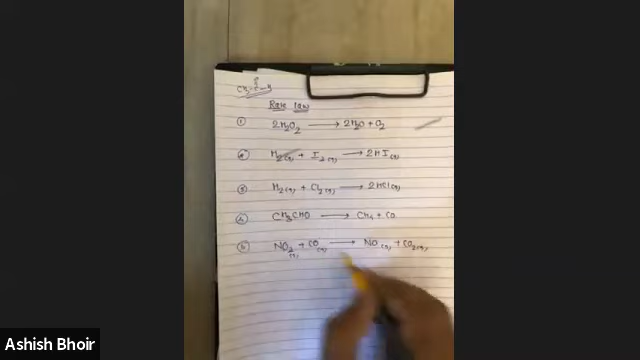 CH₃-C-H
Rate law
① 2H₂O₂ ⟶ 2H₂O + O₂
② H₂(g) + I₂(g) ⟶ 2HI(g)
③ H₂(g) + Cl₂(g) ⟶ 2HCl(g)
④ CH₃CHO ⟶ CH₄ + CO
⑤ NO₂(g) + CO(g) ⟶ NO(g) + CO₂(g)
Ashish Bhoir